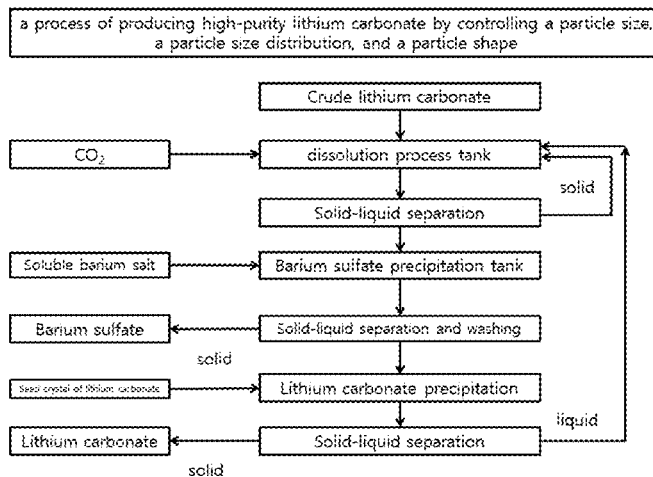 a process of producing high-purity lithium carbonate by controlling a particle size,
a particle size distribution, and a particle shape
Crude lithium carbonate
CO₂
dissolution process tank
solid
Solid-liquid separation
Soluble barium salt
Barium sulfate precipitation tank
Barium sulfate
Solid-liquid separation and washing
solid
Seed crystal of lithium carbonate
Lithium carbonate precipitation
liquid
Lithium carbonate
Solid-liquid separation
solid